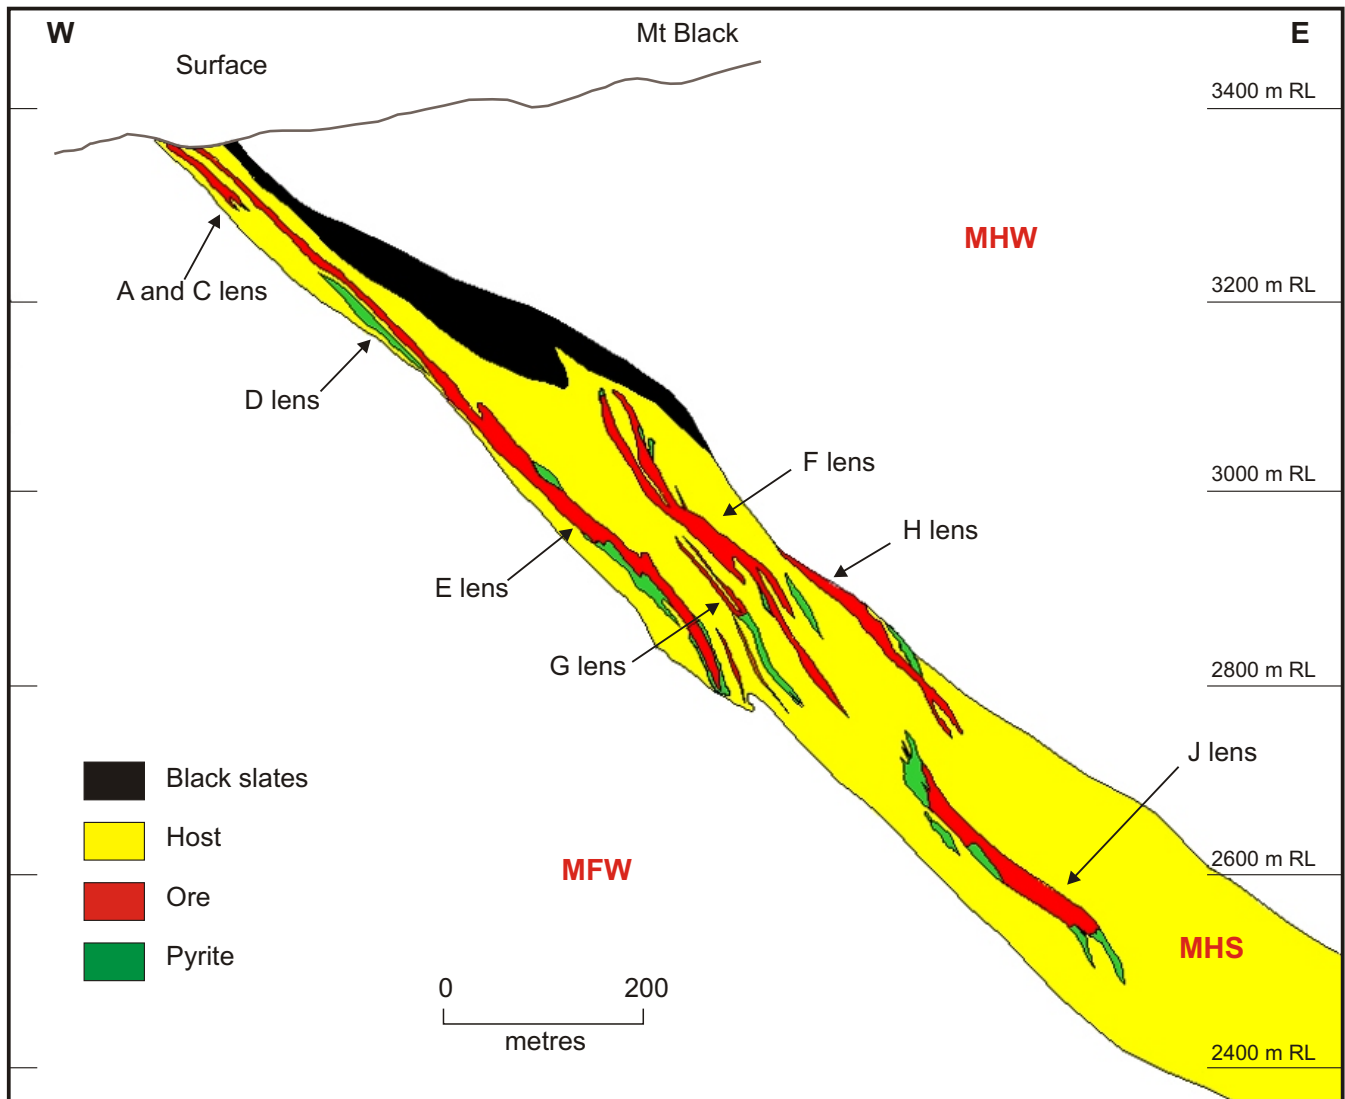 W
Mt Black
E
Surface
3400 m RL
MHW
3200 m RL
A and C lens
D lens
F lens
3000 m RL
H lens
E lens
G lens
2800 m RL
J lens
Black slates
Host
2600 m RL
MFW
Ore
MHS
Pyrite
0 200
metres
2400 m RL